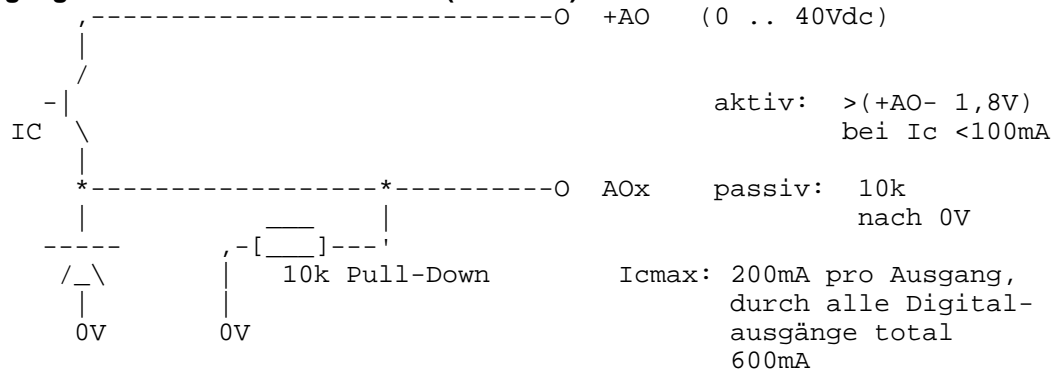 +AO (0 .. 40Vdc)
aktiv: >(+AO- 1,8V)
IC bei Ic <100mA
AOx passiv: 10k
nach 0V
10k Pull-Down Icmax: 200mA pro Ausgang,
durch alle Digital-
0V 0V ausgänge total
600mA